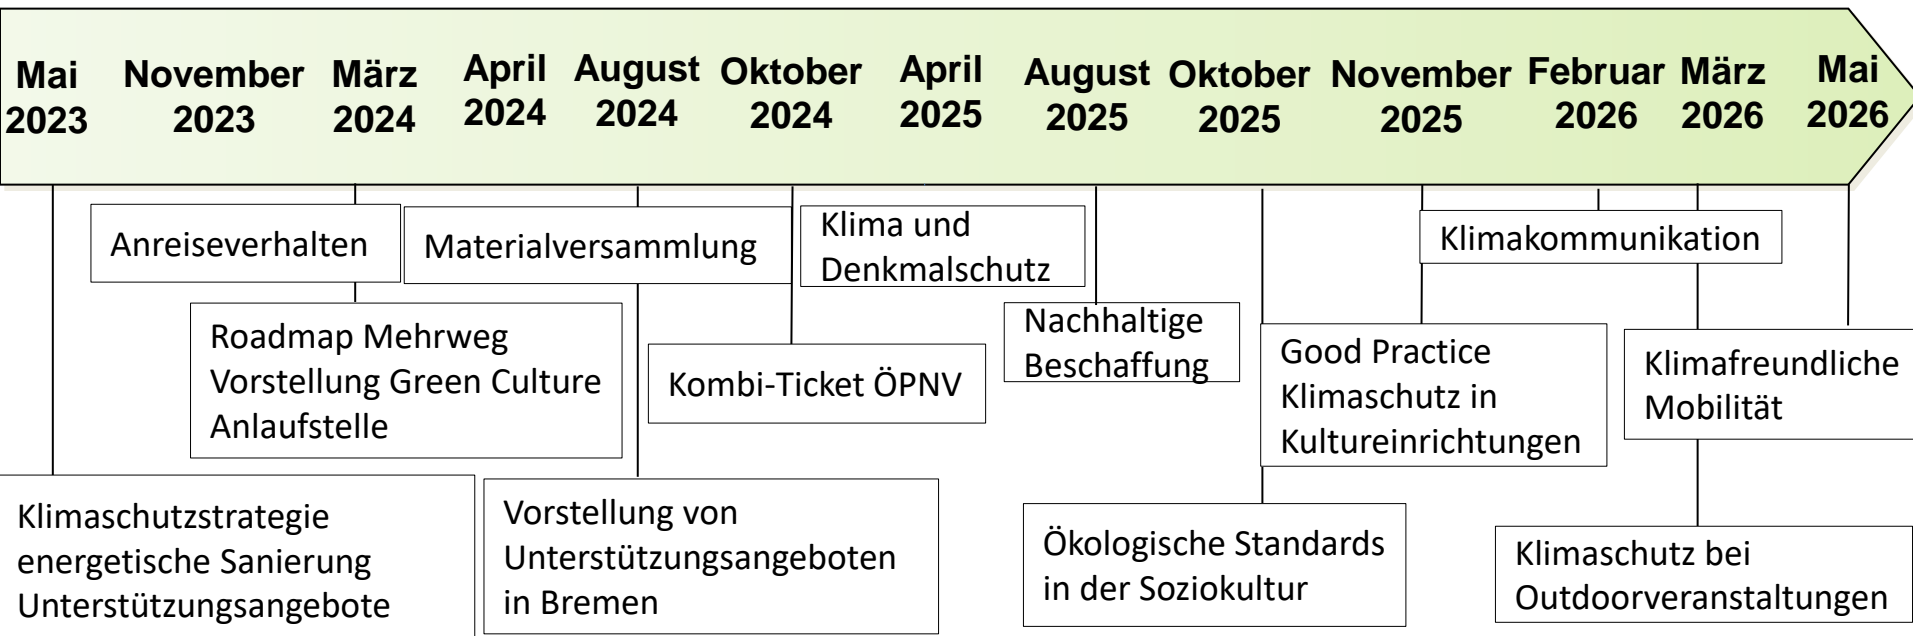 Mai
2023
November
2023
März
2024
April
2024
August
2024
Oktober
2024
April
2025
August
2025
Oktober
2025
November
2025
Februar
2026
März
2026
Mai
2026
Anreiseverhalten
Materialversammlung
Klima und
Denkmalschutz
Klimakommunikation
Roadmap Mehrweg
Vorstellung Green Culture
Anlaufstelle
Kombi-Ticket ÖPNV
Nachhaltige
Beschaffung
Good Practice
Klimaschutz in
Kultureinrichtungen
Klimafreundliche
Mobilität
Klimaschutzstrategie
energetische Sanierung
Unterstützungsangebote
Vorstellung von
Unterstützungsangeboten
in Bremen
Ökologische Standards
in der Soziokultur
Klimaschutz bei
Outdoorveranstaltungen